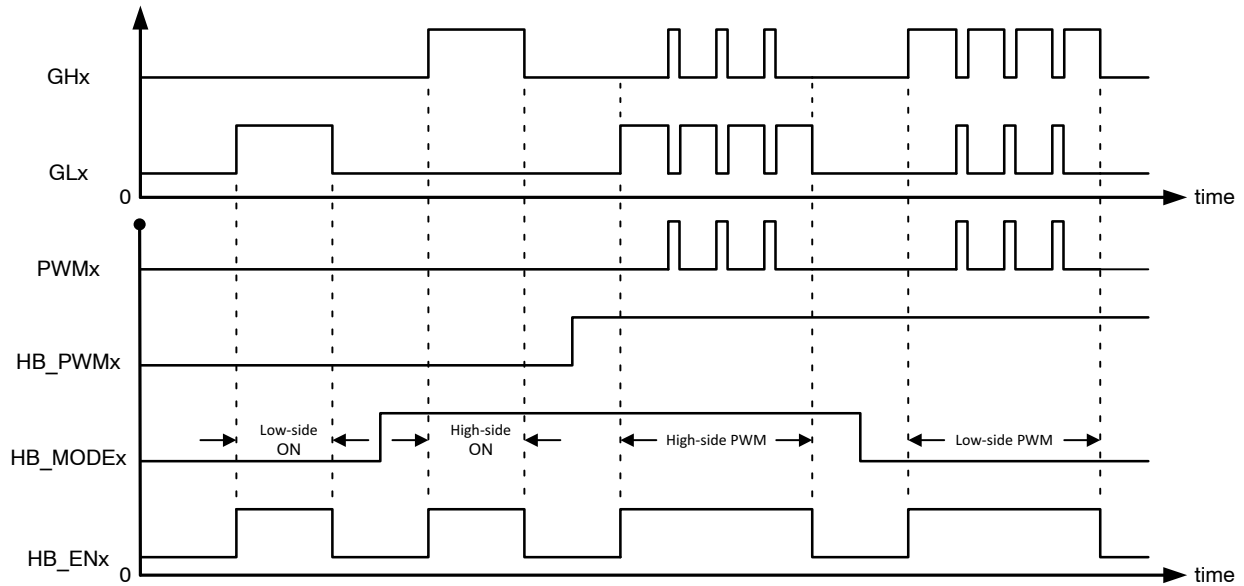 GHx
GLx
0
time
PWMx
HB_PWMx
HB_MODEx
Low-side
ON
High-side
ON
High-side PWM
Low-side PWM
HB_ENx
0
time